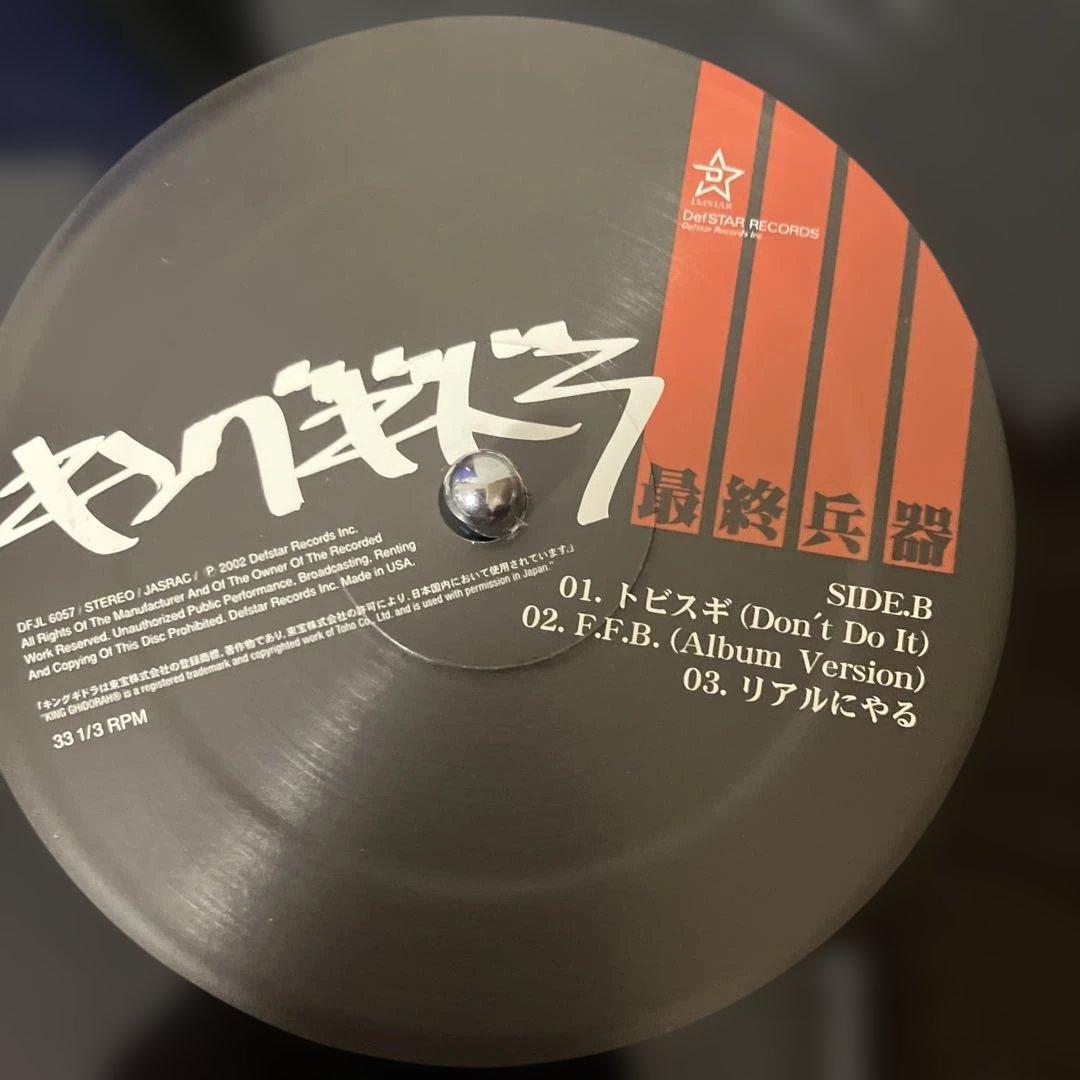 DefSTAR
DefSTAR RECORDS
Defstar Records Inc
キングギドラ
最終兵器
DFJL 6057 / STEREO / JASRAC / Ⓟ 2002 Defstar Records Inc.
All Rights Of The Manufacturer And Of The Owner Of The Recorded
Work Reserved. Unauthorized Public Performance, Broadcasting, Renting
And Copying Of This Disc Prohibited. Defstar Records Inc. Made in USA.
「キングギドラは東宝株式会社の登録商標、著作物であり、東宝株式会社の許可により、日本国内において使用されています。」
"KING GHIDORAH® is a registered trademark and copyrighted work of Toho Co., Ltd. and is used with permission in Japan."
33 1/3 RPM
SIDE.B
01. トビスギ (Don't Do It)
02. F.F.B. (Album Version)
03. リアルにやる